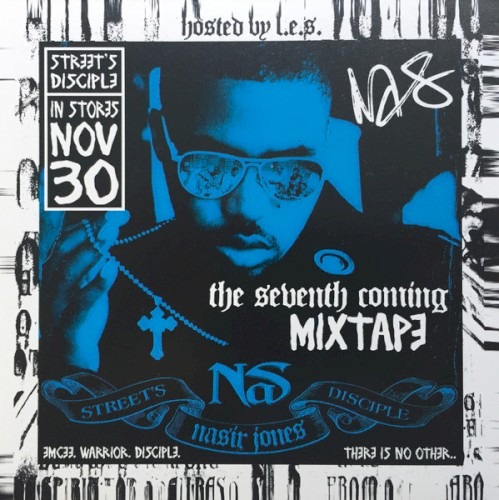 hosted by l.e.s.
STREET'S
DISCIPLE
IN STORES
NOV
30
NAS
the seventh coming
MIXTAPE
NAS
STREET'S DISCIPLE
nasir jones
EMCEE. WARRIOR. DISCIPLE.
THERE IS NO OTHER..
PROMO